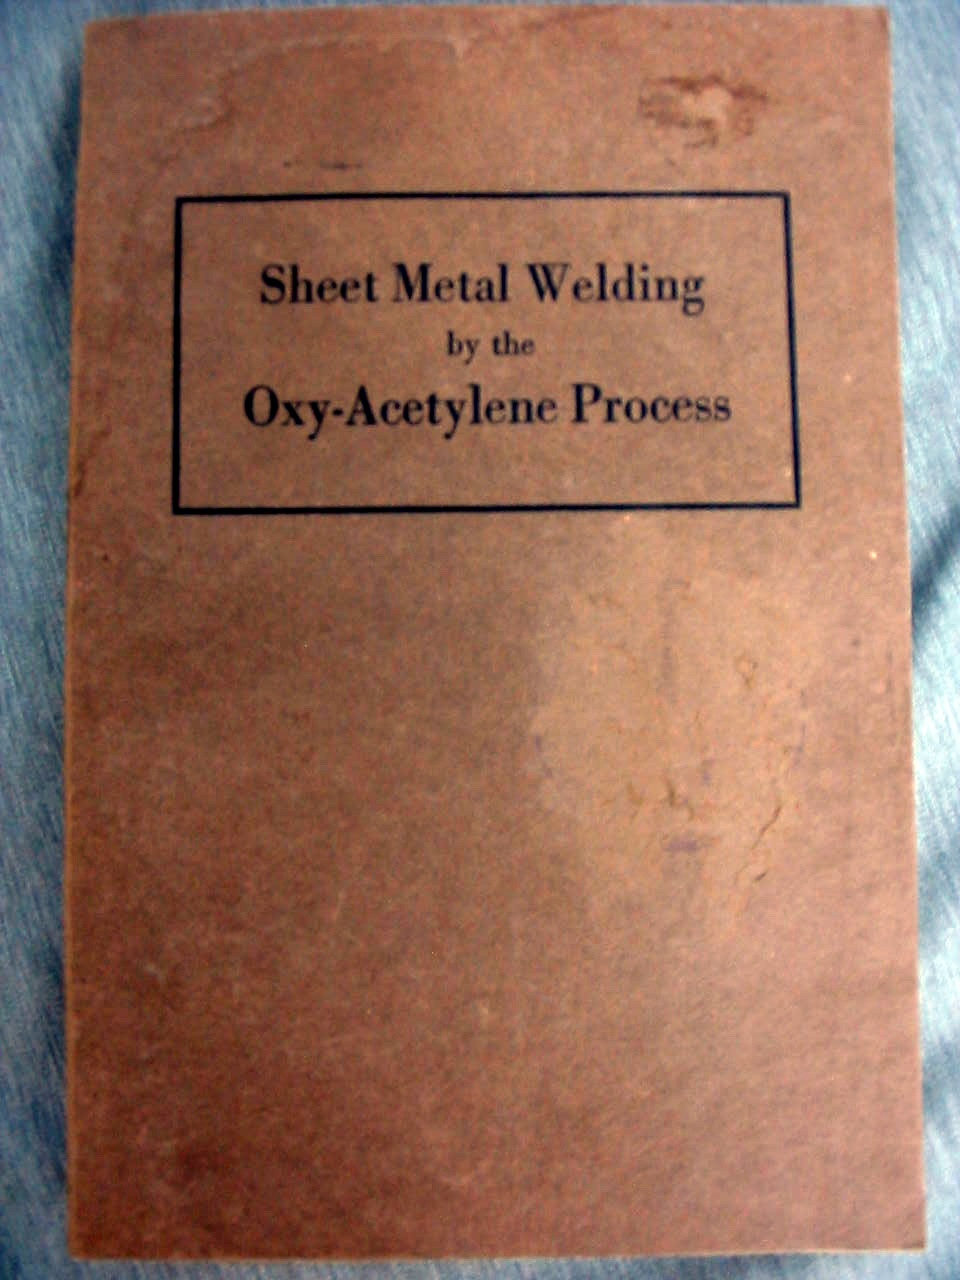 Sheet Metal Welding
by the
Oxy-Acetylene Process